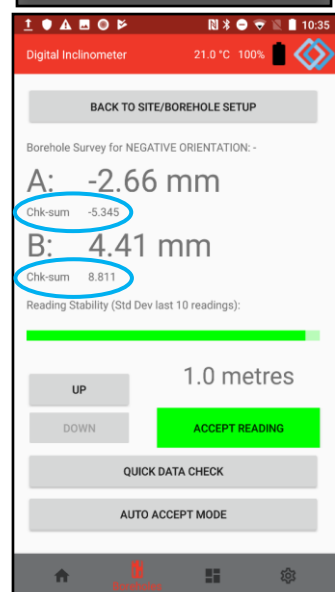 10:35
Digital Inclinometer 21.0 °C 100%
BACK TO SITE/BOREHOLE SETUP
Borehole Survey for NEGATIVE ORIENTATION: -
A: -2.66 mm
Chk-sum -5.345
B: 4.41 mm
Chk-sum 8.811
Reading Stability (Std Dev last 10 readings):
1.0 metres
UP
DOWN
ACCEPT READING
QUICK DATA CHECK
AUTO ACCEPT MODE
Boreholes